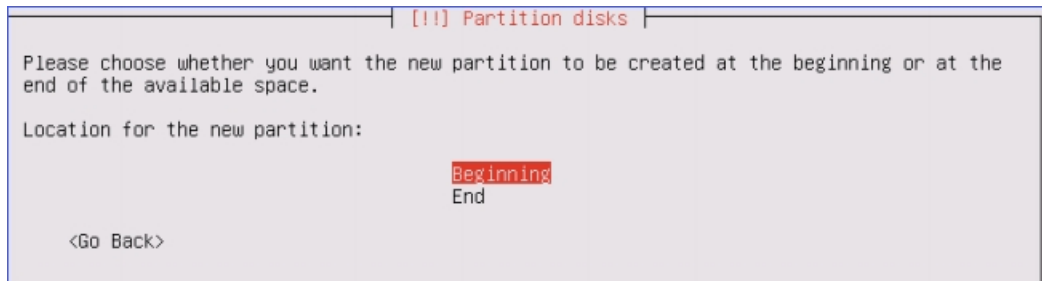 [!!] Partition disks
Please choose whether you want the new partition to be created at the beginning or at the
end of the available space.
Location for the new partition:
Beginning
End
<Go Back>